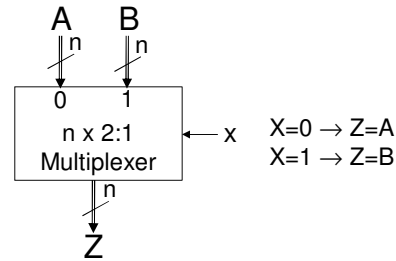 A B
n n
0 1
n x 2:1
Multiplexer
x
X=0 → Z=A
X=1 → Z=B
n
Z